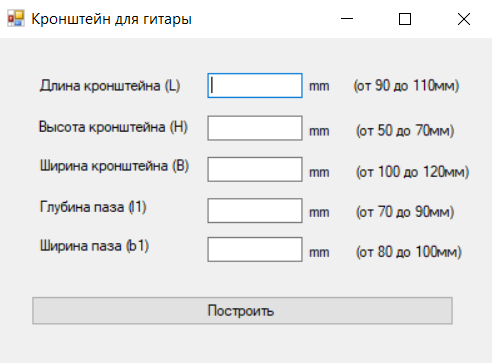 Кронштейн для гитары
Длина кронштейна (L) mm (от 90 до 110мм)
Высота кронштейна (H) mm (от 50 до 70мм)
Ширина кронштейна (B) mm (от 100 до 120мм)
Глубина паза (l1) mm (от 70 до 90мм)
Ширина паза (b1) mm (от 80 до 100мм)
Построить